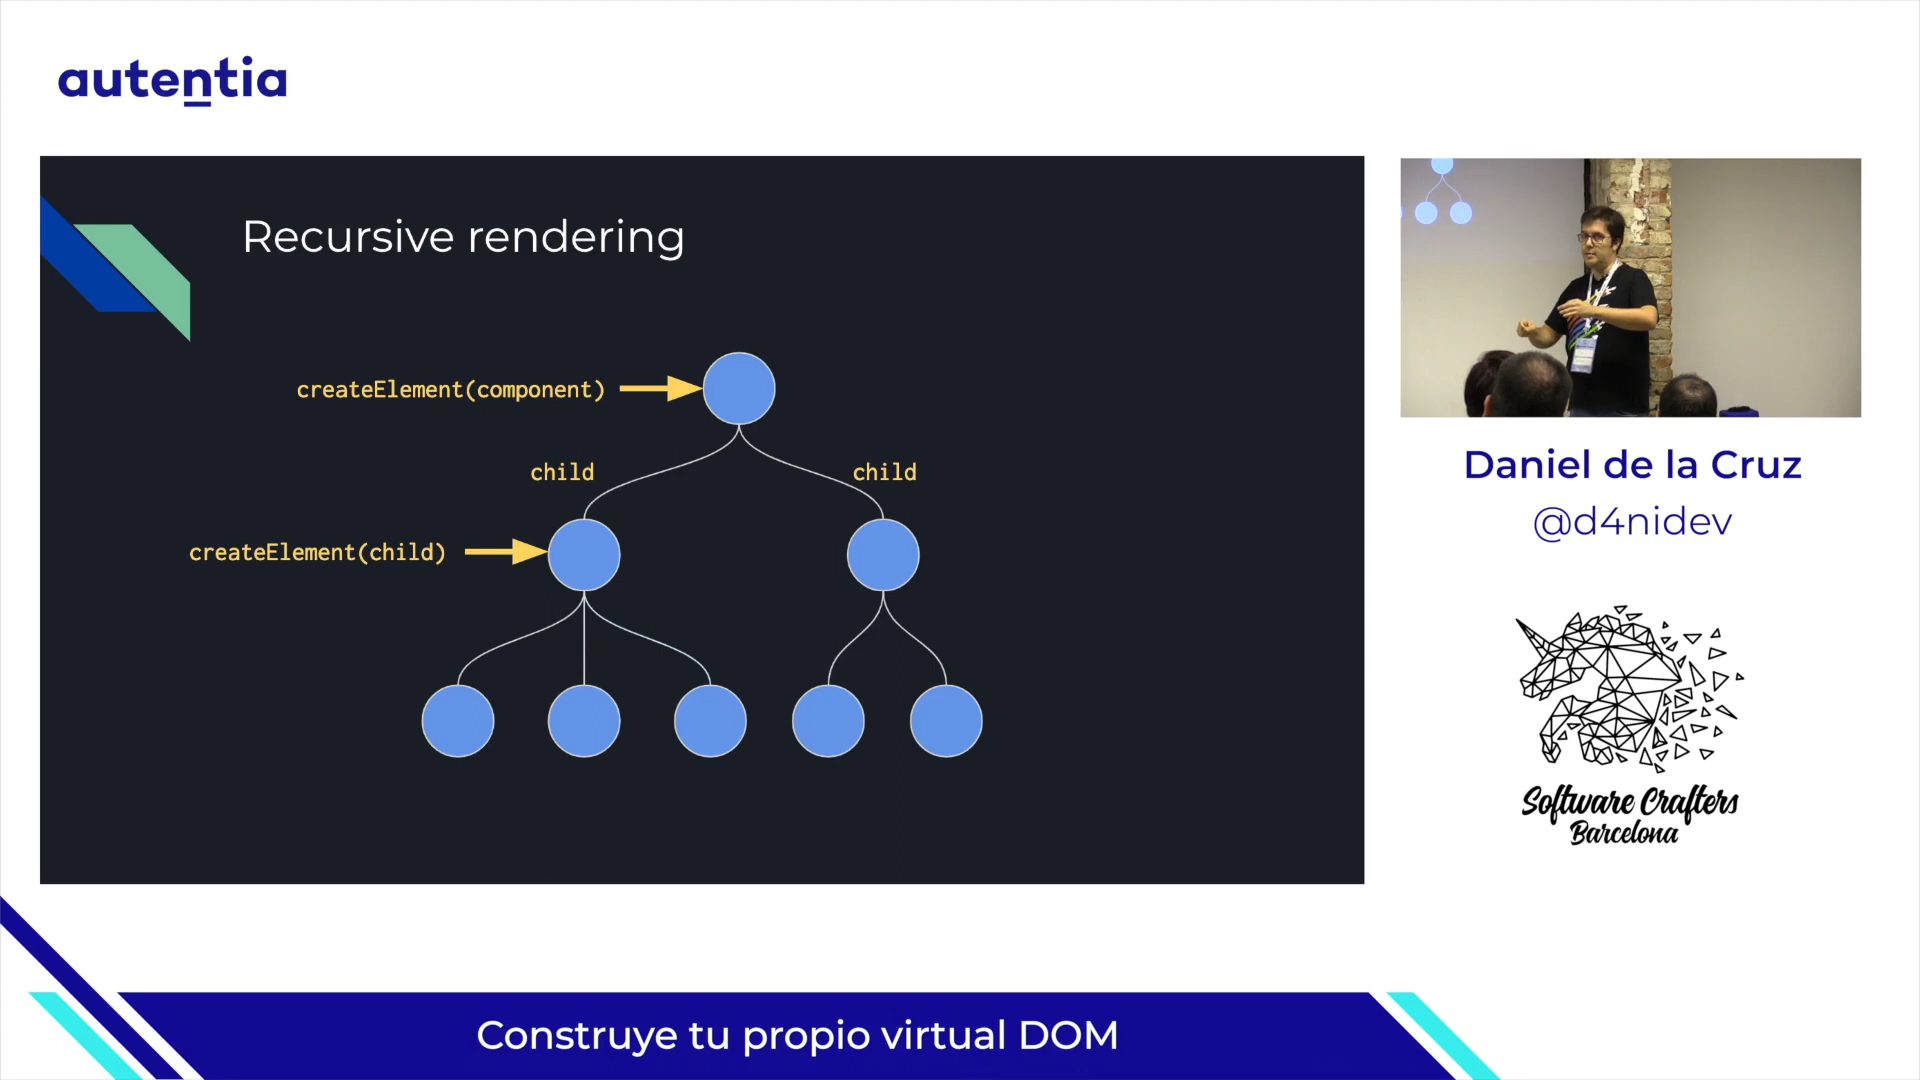 autentia
Recursive rendering
createElement(component)
child
child
createElement(child)
Daniel de la Cruz
@d4nidev
Software Crafters
Barcelona
Construye tu propio virtual DOM